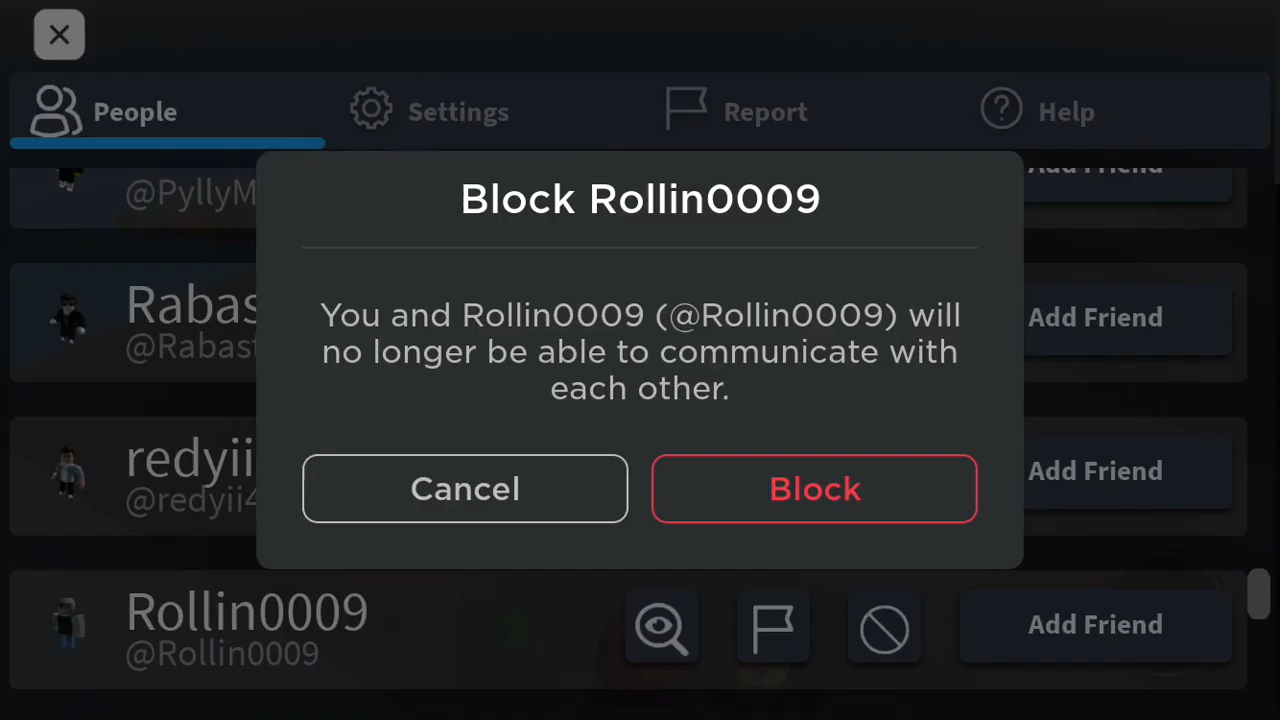 People
Settings
Report
Help
@PyllyM
Add Friend
Block Rollin0009
You and Rollin0009 (@Rollin0009) will
no longer be able to communicate with
each other.
Cancel
Block
Rabas
@Rabast
Add Friend
redyii
@redyii4
Add Friend
Rollin0009
@Rollin0009
Add Friend